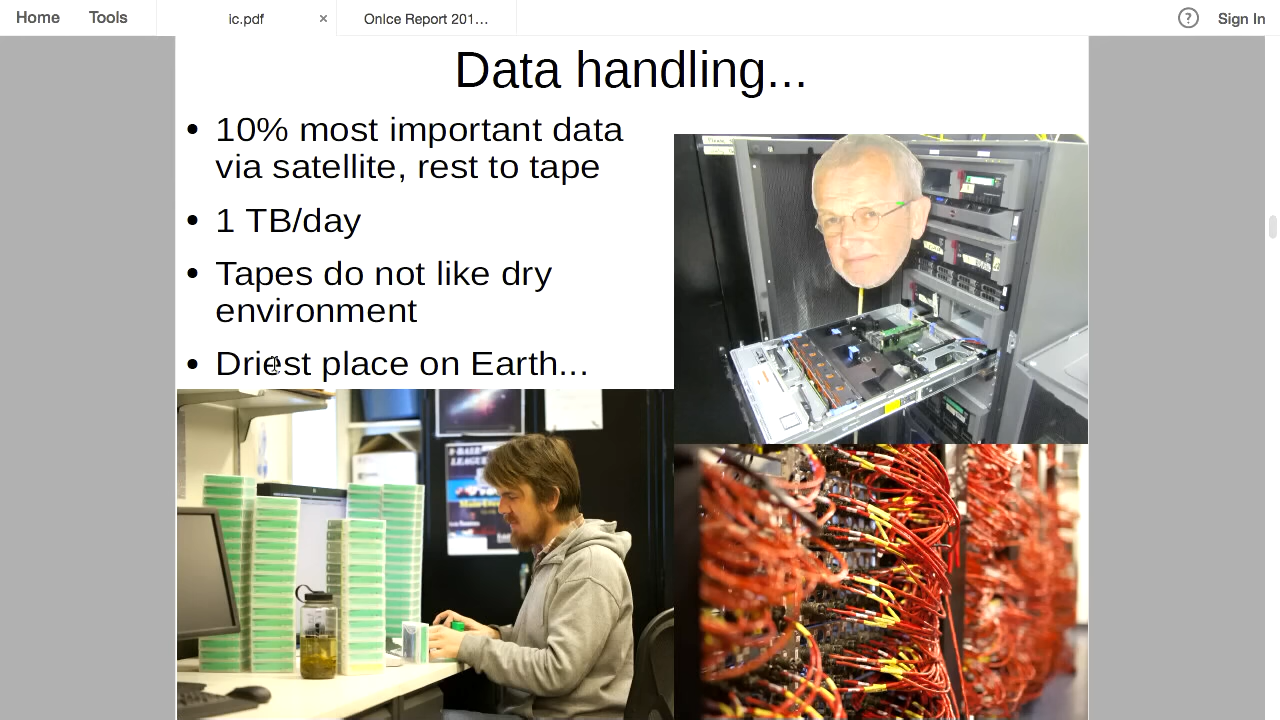 Home
Tools
ic.pdf
×
OnIce Report 201...
?
Sign In
Data handling...
• 10% most important data
via satellite, rest to tape
• 1 TB/day
• Tapes do not like dry
environment
• Driest place on Earth...
LEAGUE